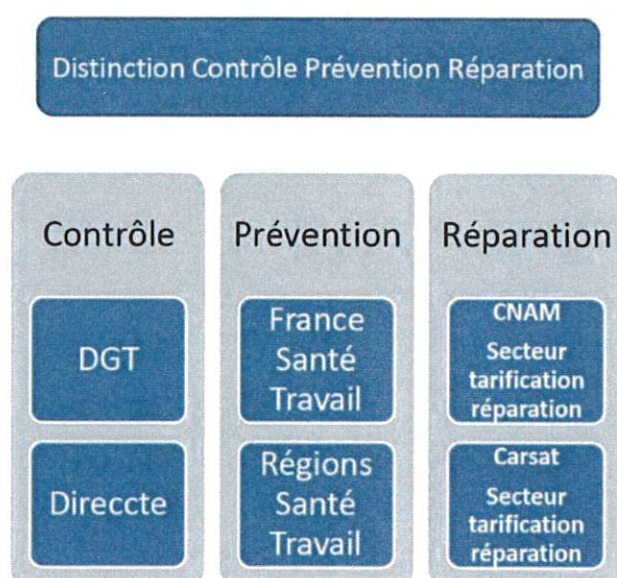 Distinction Contrôle Prévention Réparation
Contrôle
DGT
Direccte
Prévention
France
Santé
Travail
Régions
Santé
Travail
Réparation
CNAM
Secteur
tarification
réparation
Carsat
Secteur
tarification
réparation